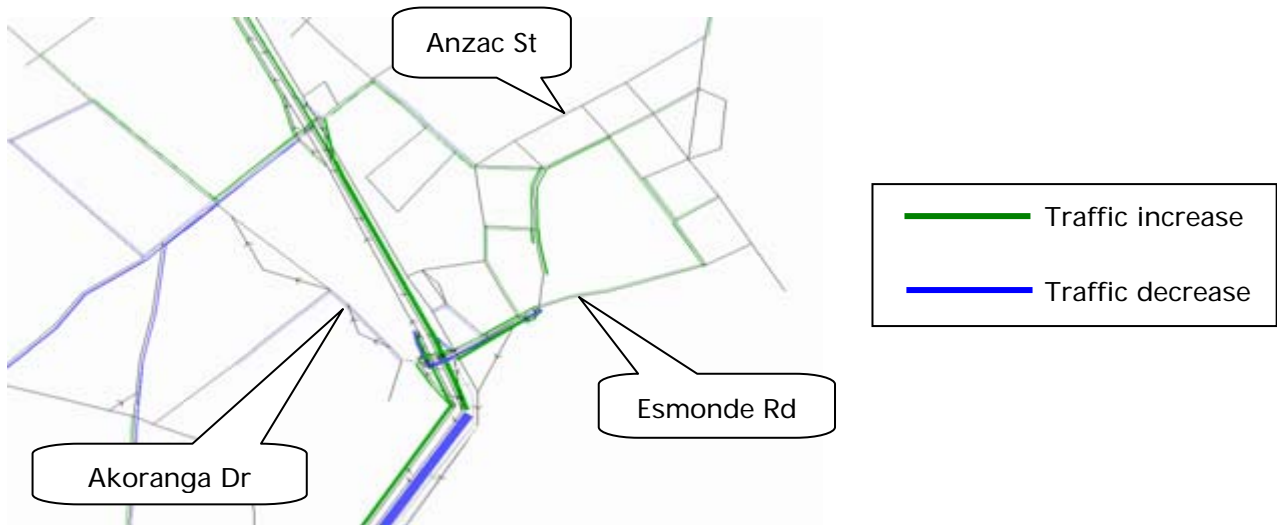 Anzac St
Traffic increase
Traffic decrease
Esmonde Rd
Akoranga Dr